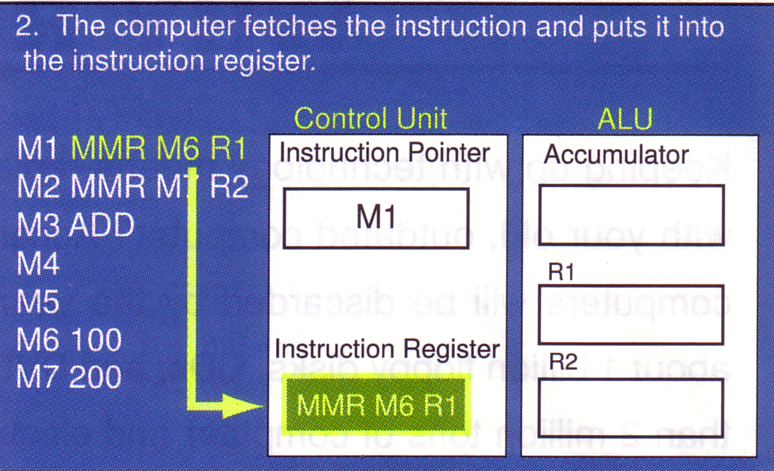 2. The computer fetches the instruction and puts it into
the instruction register.
Control Unit
ALU
M1 MMR M6 R1
M2 MMR M7 R2
M3 ADD
M4
M5
M6 100
M7 200
Instruction Pointer
M1
Instruction Register
MMR M6 R1
Accumulator
R1
R2